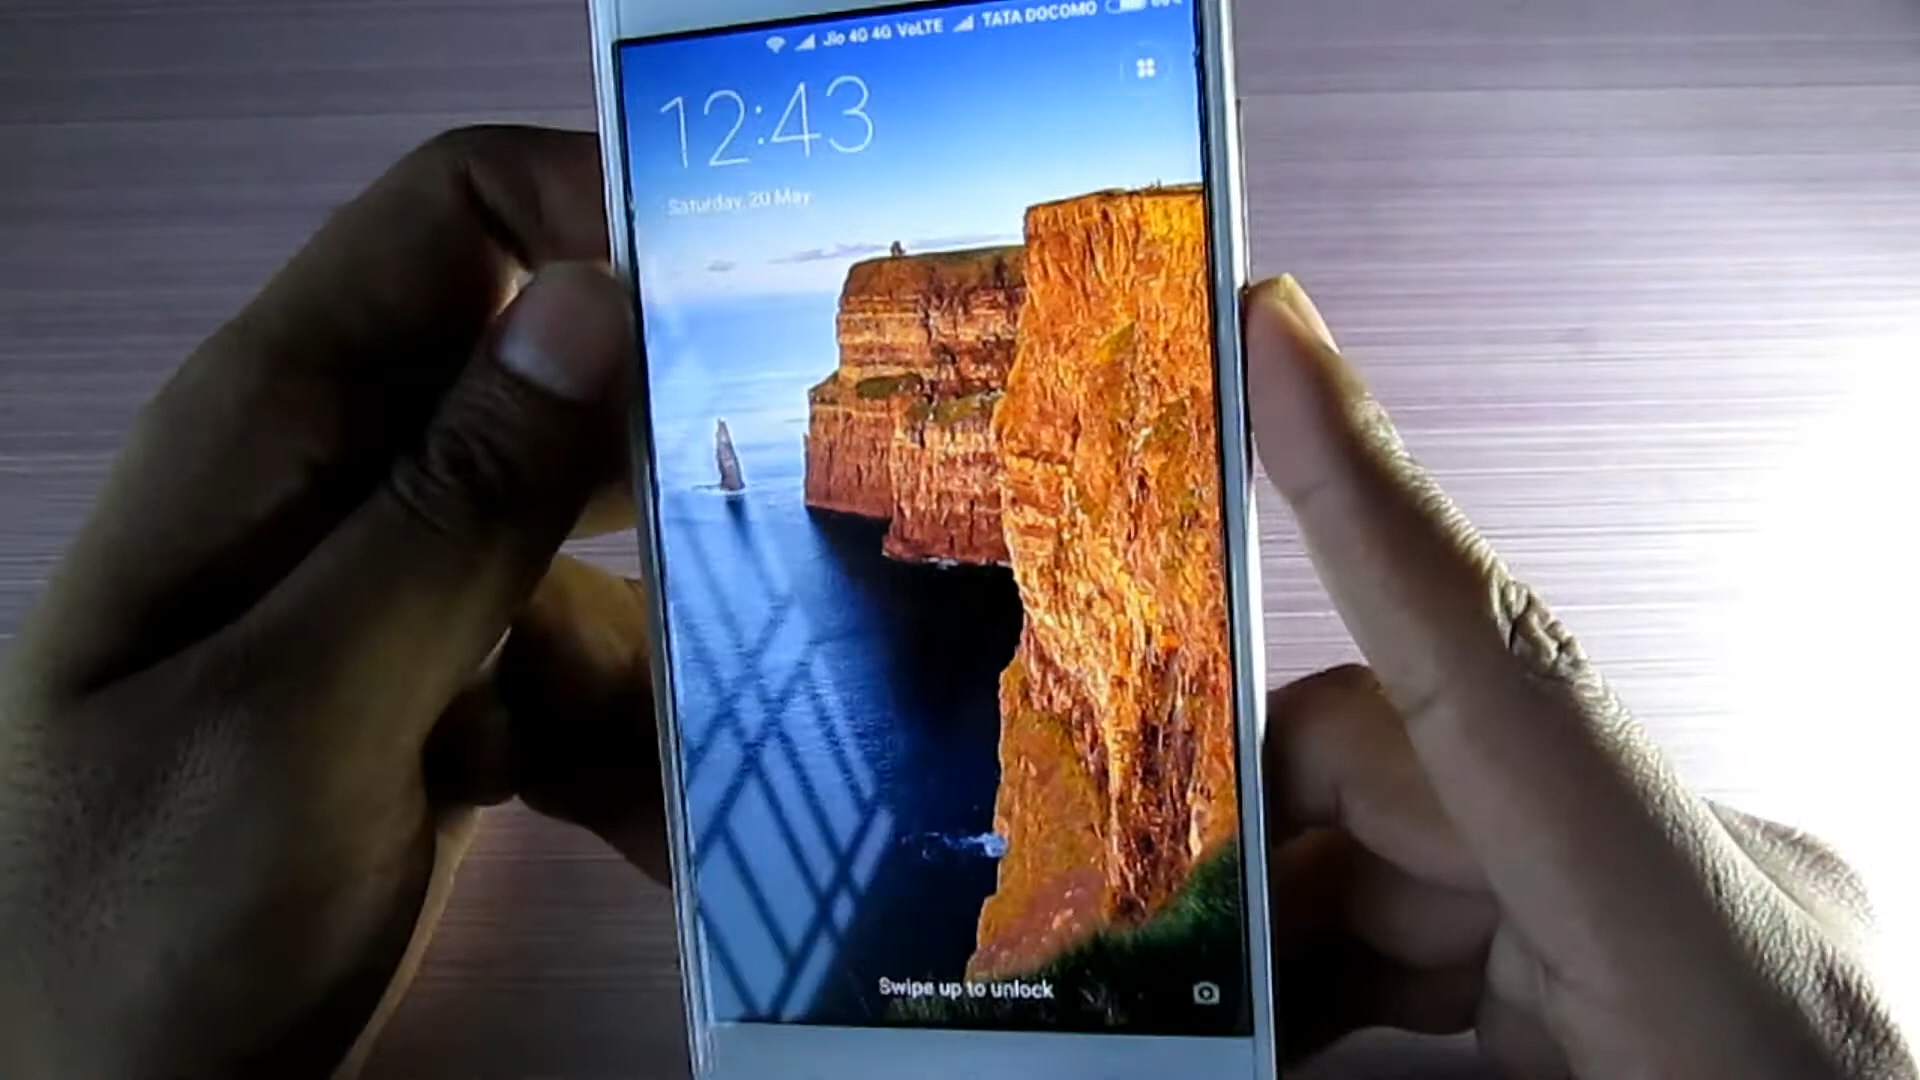 Jio 4G 4G VoLTE TATA DOCOMO
12:43
Saturday, 20 May
Swipe up to unlock